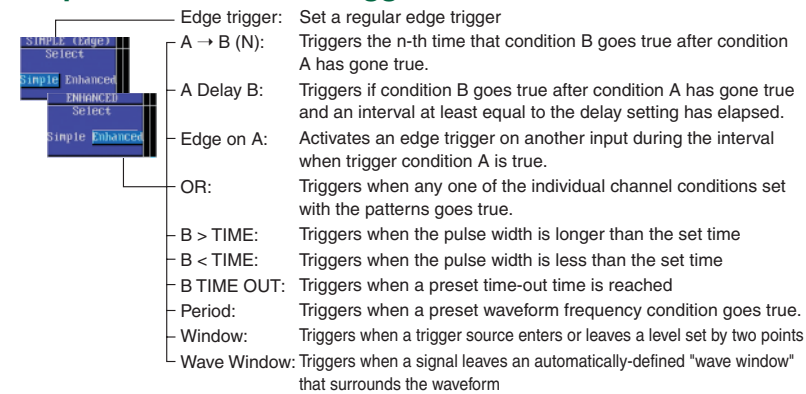 Edge trigger: Set a regular edge trigger
SIMPLE (Edge)
Select
Simple Enhanced
ENHANCED
Select
Simple Enhanced
A → B (N): Triggers the n-th time that condition B goes true after condition
A has gone true.
A Delay B: Triggers if condition B goes true after condition A has gone true
and an interval at least equal to the delay setting has elapsed.
Edge on A: Activates an edge trigger on another input during the interval
when trigger condition A is true.
OR: Triggers when any one of the individual channel conditions set
with the patterns goes true.
B > TIME: Triggers when the pulse width is longer than the set time
B < TIME: Triggers when the pulse width is less than the set time
B TIME OUT: Triggers when a preset time-out time is reached
Period: Triggers when a preset waveform frequency condition goes true.
Window: Triggers when a trigger source enters or leaves a level set by two points
Wave Window: Triggers when a signal leaves an automatically-defined "wave window"
that surrounds the waveform